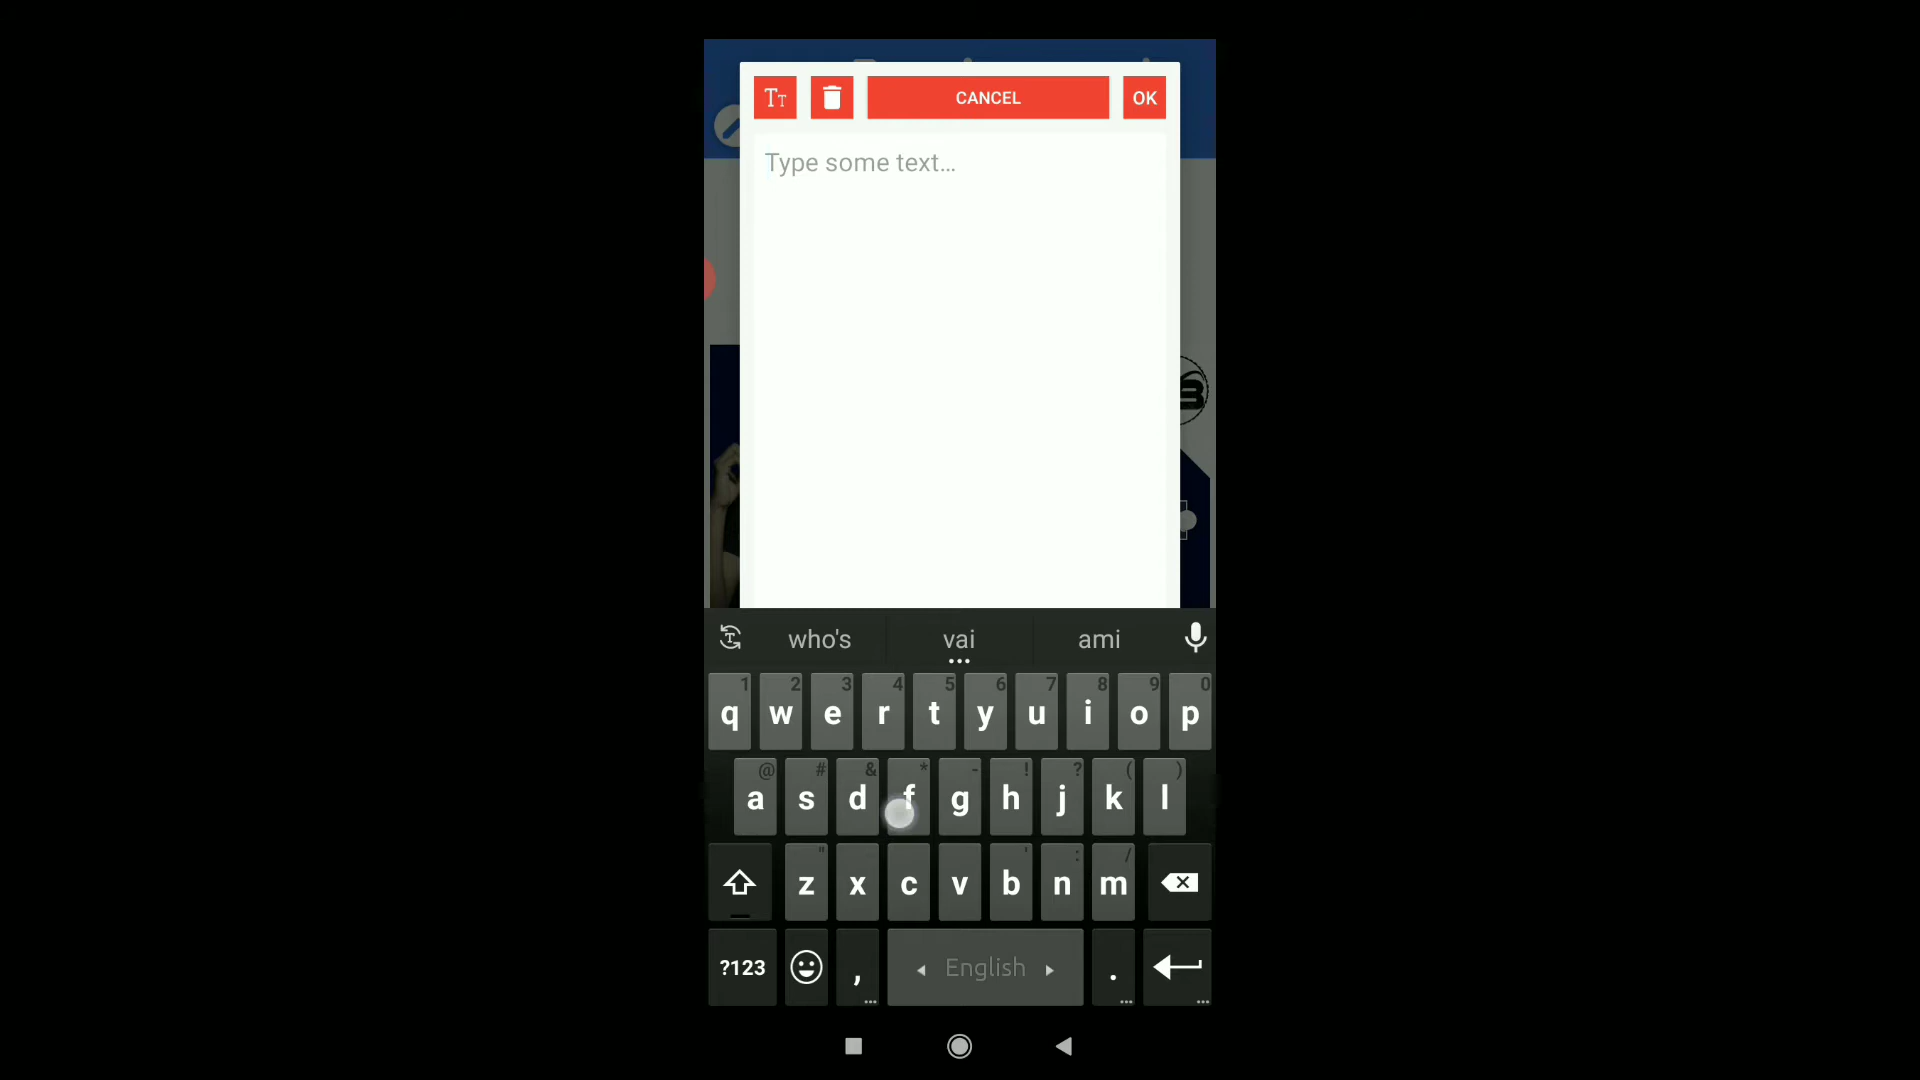 TT CANCEL OK
Type some text...
who's vai ami
1 2 3 4 5 6 7 8 9 0
q w e r t y u i o p
@ # & * - ! ? ( )
a s d f g h j k l
" ' : /
z x c v b n m
?123 , English .